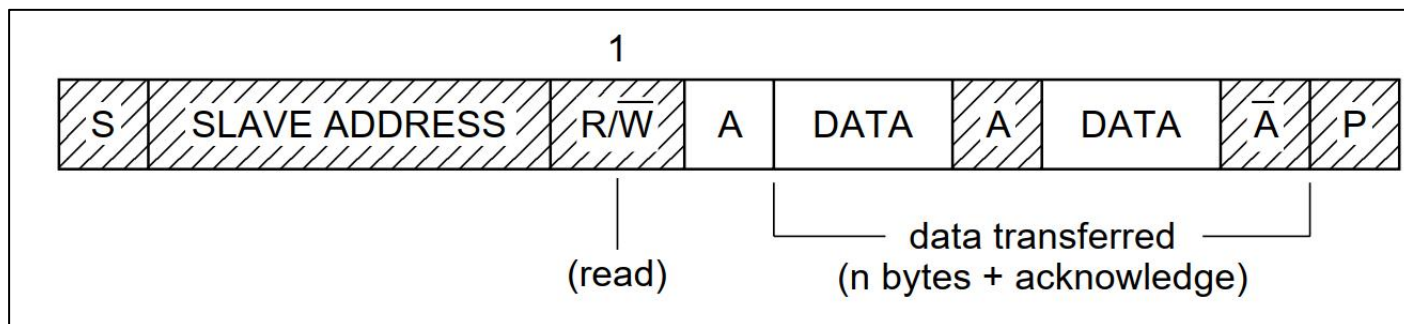 1
S SLAVE ADDRESS R/W̅ A DATA A DATA A̅ P
data transferred
(read) (n bytes + acknowledge)